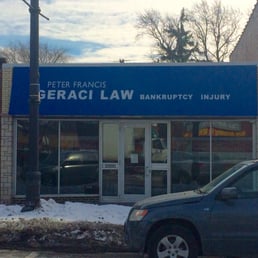 PETER FRANCIS
GERACI LAW BANKRUPTCY INJURY